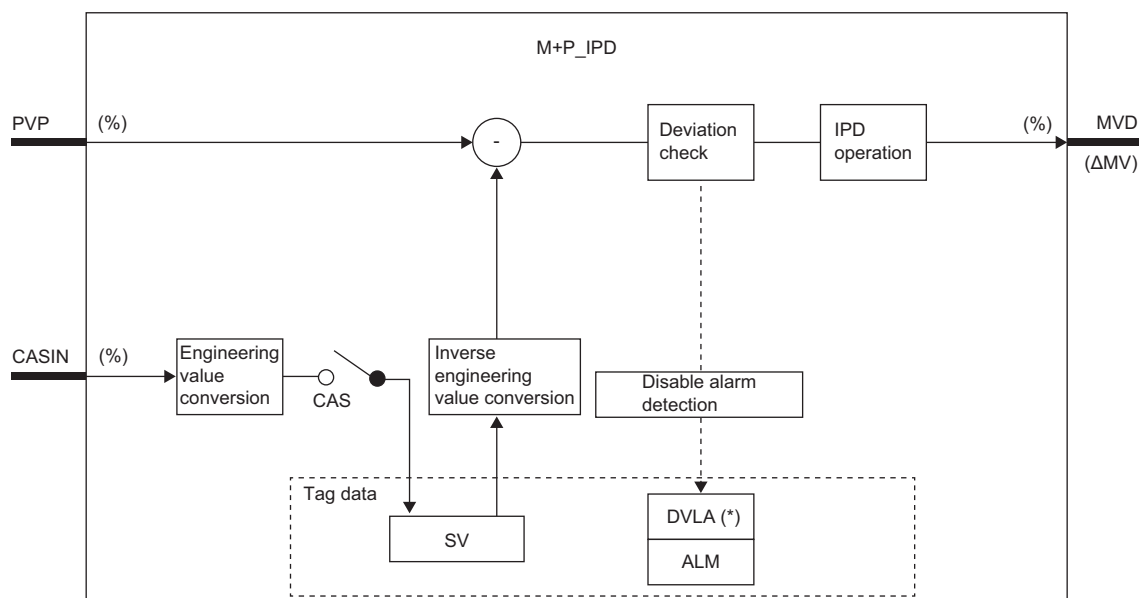 M+P_IPD
PVP
(%)
-
Deviation
check
IPD
operation
(%)
MVD
(ΔMV)
CASIN
(%)
Engineering
value
conversion
CAS
Inverse
engineering
value conversion
Disable alarm
detection
Tag data
SV
DVLA (*)
ALM